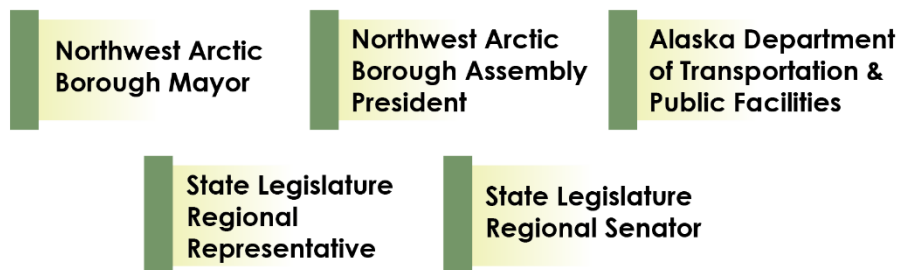 Northwest Arctic
Borough Mayor
Northwest Arctic
Borough Assembly
President
Alaska Department
of Transportation &
Public Facilities
State Legislature
Regional
Representative
State Legislature
Regional Senator